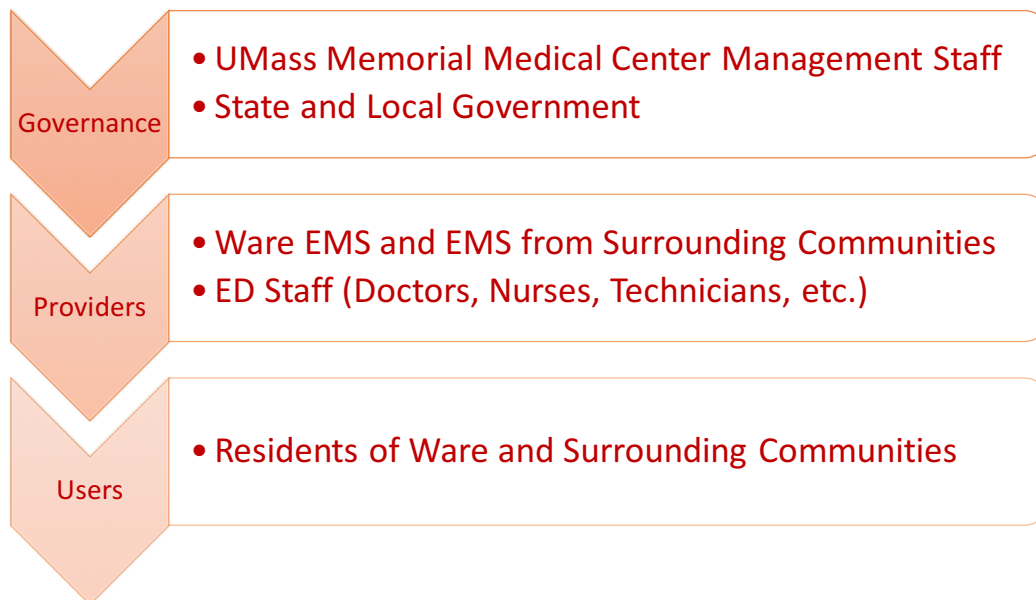 Governance
• UMass Memorial Medical Center Management Staff
• State and Local Government
Providers
• Ware EMS and EMS from Surrounding Communities
• ED Staff (Doctors, Nurses, Technicians, etc.)
Users
• Residents of Ware and Surrounding Communities